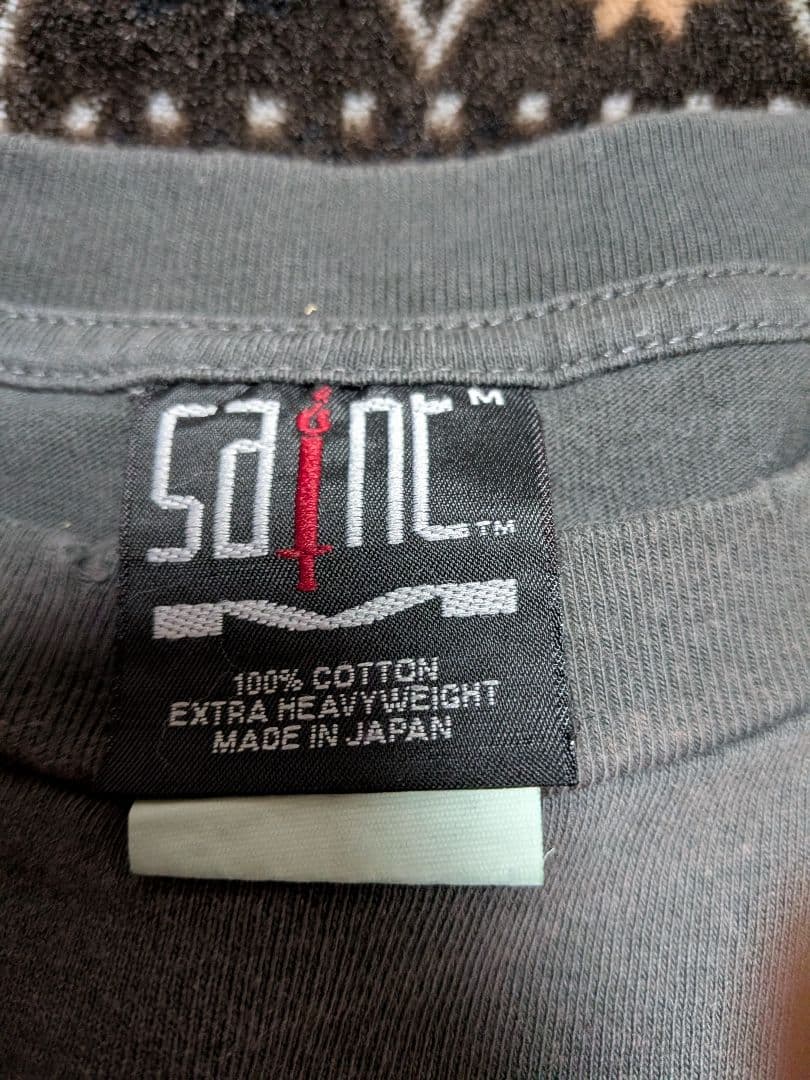 saint M
TM
100% COTTON
EXTRA HEAVYWEIGHT
MADE IN JAPAN